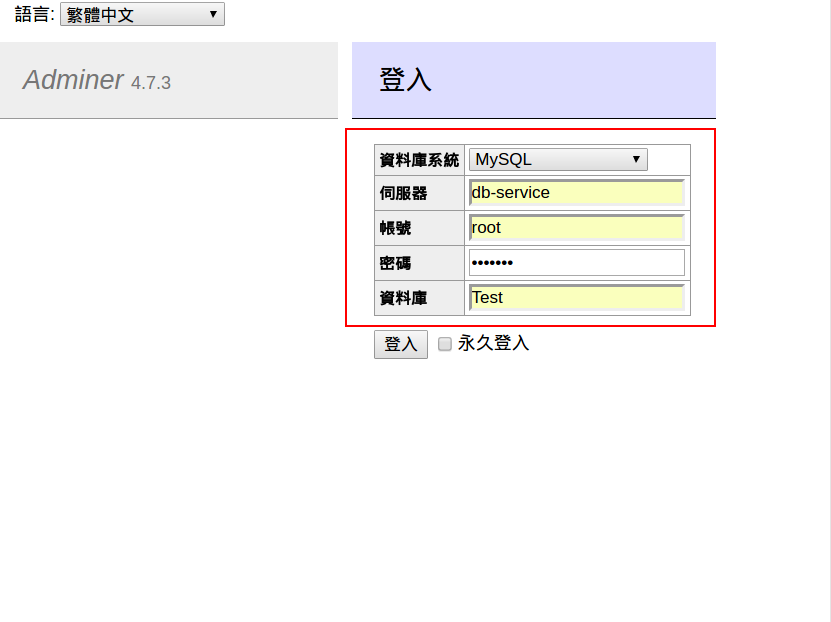 語言: 繁體中文
Adminer 4.7.3
登入
資料庫系統 MySQL
伺服器 db-service
帳號 root
密碼 •••••••
資料庫 Test
登入 永久登入